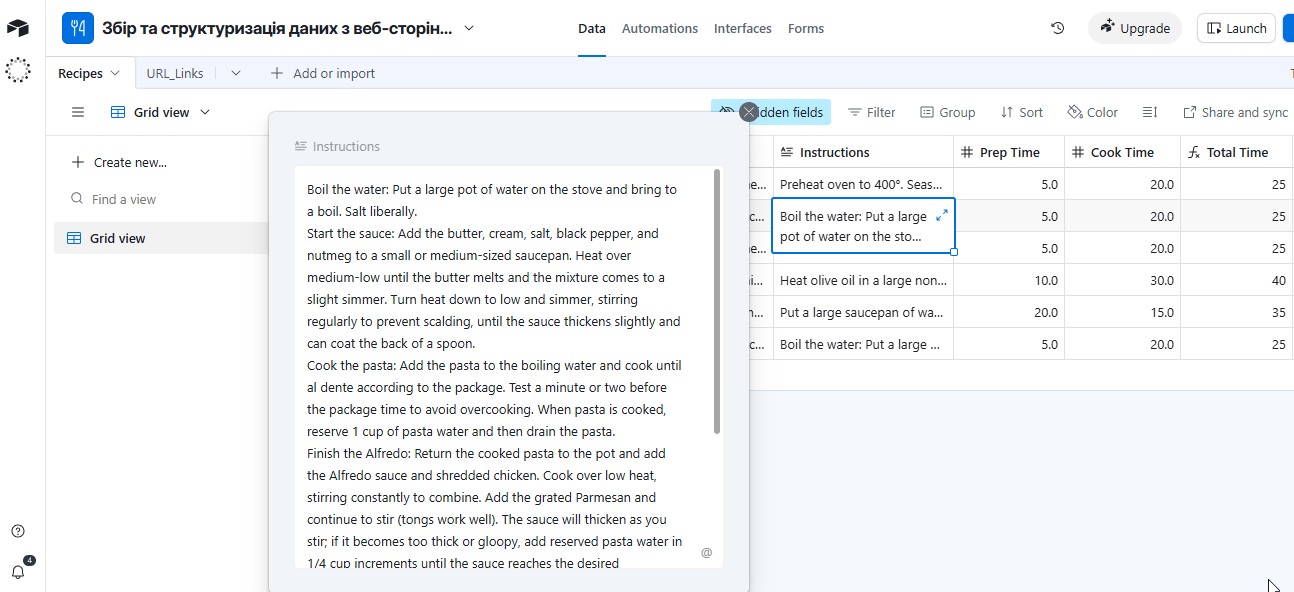 Збір та структуризація даних з веб-сторін...
Data
Automations
Interfaces
Forms
Upgrade
Launch
Recipes
URL_Links
Add or import
Grid view
dden fields
Filter
Group
Sort
Color
Share and sync
Create new...
Find a view
Grid view
Instructions
Boil the water: Put a large pot of water on the stove and bring to
a boil. Salt liberally.
Start the sauce: Add the butter, cream, salt, black pepper, and
nutmeg to a small or medium-sized saucepan. Heat over
medium-low until the butter melts and the mixture comes to a
slight simmer. Turn heat down to low and simmer, stirring
regularly to prevent scalding, until the sauce thickens slightly and
can coat the back of a spoon.
Cook the pasta: Add the pasta to the boiling water and cook until
al dente according to the package. Test a minute or two before
the package time to avoid overcooking. When pasta is cooked,
reserve 1 cup of pasta water and then drain the pasta.
Finish the Alfredo: Return the cooked pasta to the pot and add
the Alfredo sauce and shredded chicken. Cook over low heat,
stirring constantly to combine. Add the grated Parmesan and
continue to stir (tongs work well). The sauce will thicken as you
stir; if it becomes too thick or gloopy, add reserved pasta water in
1/4 cup increments until the sauce reaches the desired
@
Instructions Prep Time Cook Time Total Time
e... Preheat oven to 400°. Seas... 5.0 20.0 25
c... Boil the water: Put a large 5.0 20.0 25
pot of water on the sto...
e... 5.0 20.0 25
Heat olive oil in a large non... 10.0 30.0 40
Put a large saucepan of wa... 20.0 15.0 35
c... Boil the water: Put a large ... 5.0 20.0 25
4